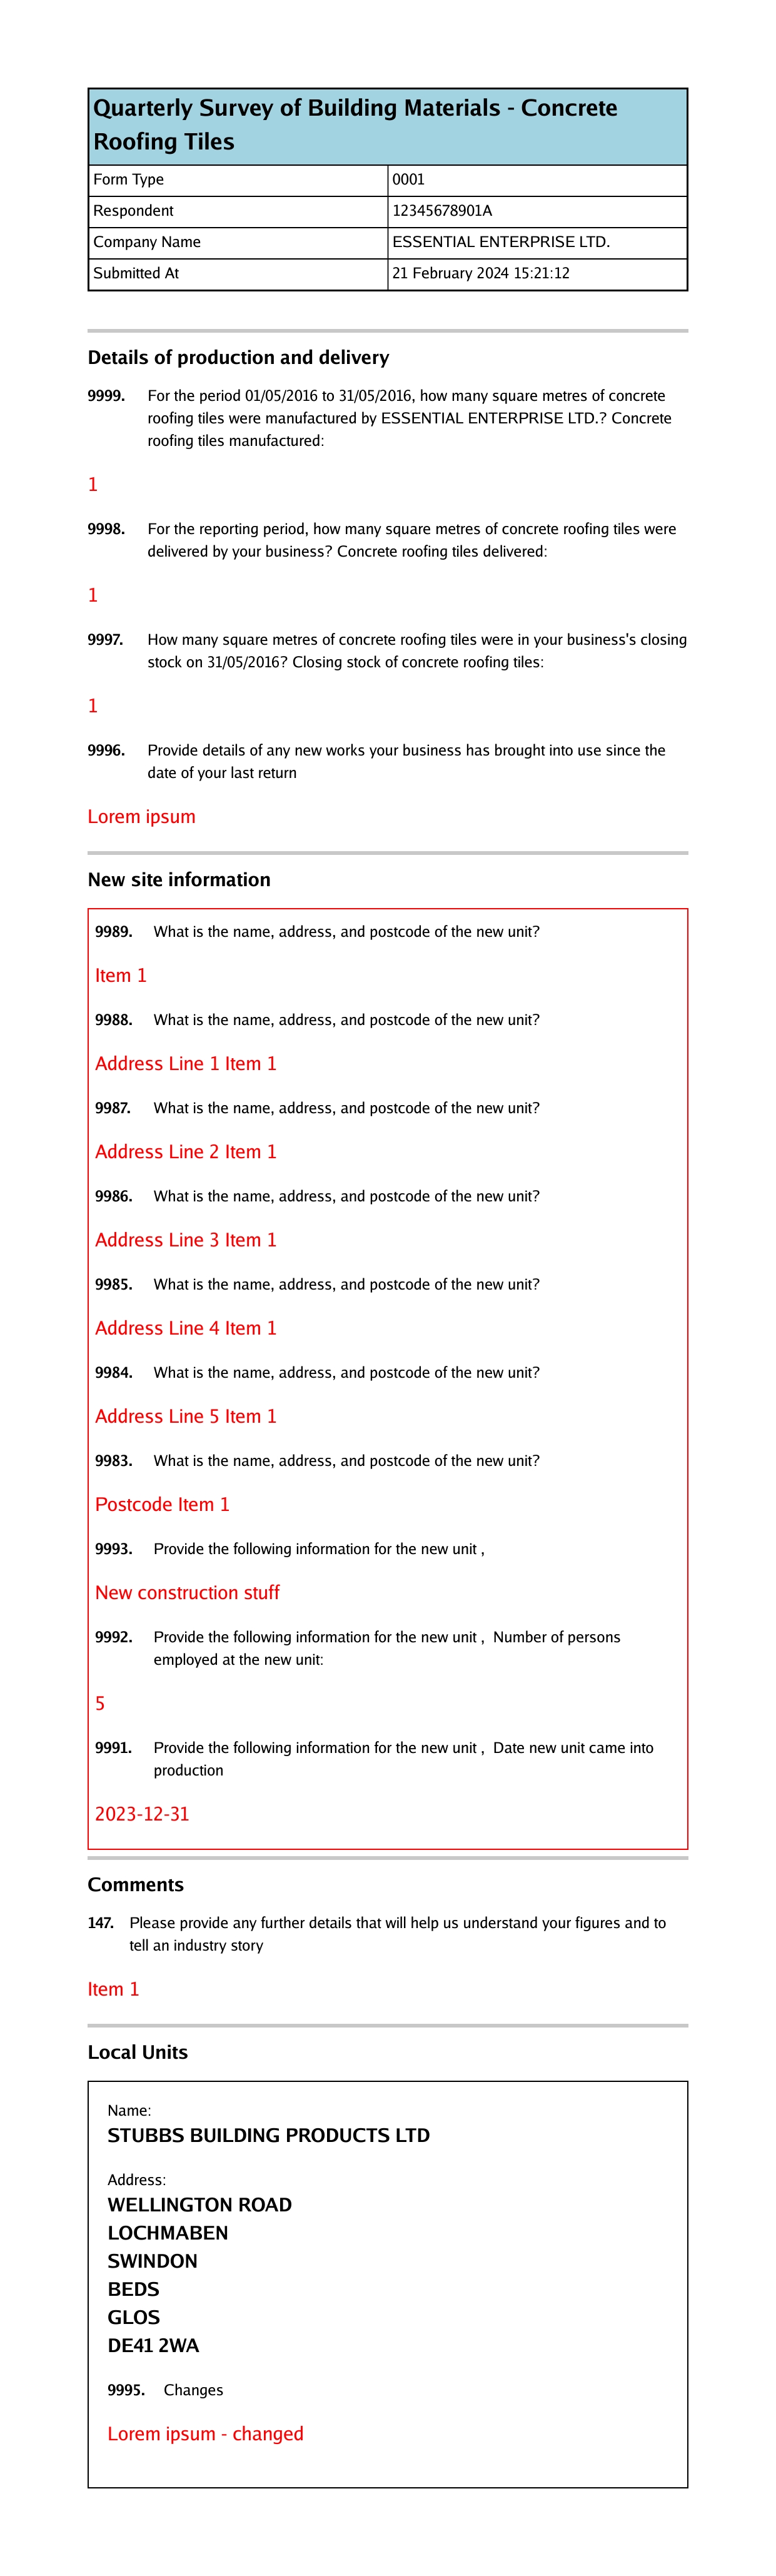 Quarterly Survey of Building Materials - Concrete
Roofing Tiles
Form Type 0001
Respondent 12345678901A
Company Name ESSENTIAL ENTERPRISE LTD.
Submitted At 21 February 2024 15:21:12
Details of production and delivery
9999. For the period 01/05/2016 to 31/05/2016, how many square metres of concrete
roofing tiles were manufactured by ESSENTIAL ENTERPRISE LTD.? Concrete
roofing tiles manufactured:
1
9998. For the reporting period, how many square metres of concrete roofing tiles were
delivered by your business? Concrete roofing tiles delivered:
1
9997. How many square metres of concrete roofing tiles were in your business's closing
stock on 31/05/2016? Closing stock of concrete roofing tiles:
1
9996. Provide details of any new works your business has brought into use since the
date of your last return
Lorem ipsum
New site information
9989. What is the name, address, and postcode of the new unit?
Item 1
9988. What is the name, address, and postcode of the new unit?
Address Line 1 Item 1
9987. What is the name, address, and postcode of the new unit?
Address Line 2 Item 1
9986. What is the name, address, and postcode of the new unit?
Address Line 3 Item 1
9985. What is the name, address, and postcode of the new unit?
Address Line 4 Item 1
9984. What is the name, address, and postcode of the new unit?
Address Line 5 Item 1
9983. What is the name, address, and postcode of the new unit?
Postcode Item 1
9993. Provide the following information for the new unit ,
New construction stuff
9992. Provide the following information for the new unit , Number of persons
employed at the new unit:
5
9991. Provide the following information for the new unit , Date new unit came into
production
2023-12-31
Comments
147. Please provide any further details that will help us understand your figures and to
tell an industry story
Item 1
Local Units
Name:
STUBBS BUILDING PRODUCTS LTD
Address:
WELLINGTON ROAD
LOCHMABEN
SWINDON
BEDS
GLOS
DE41 2WA
9995. Changes
Lorem ipsum - changed